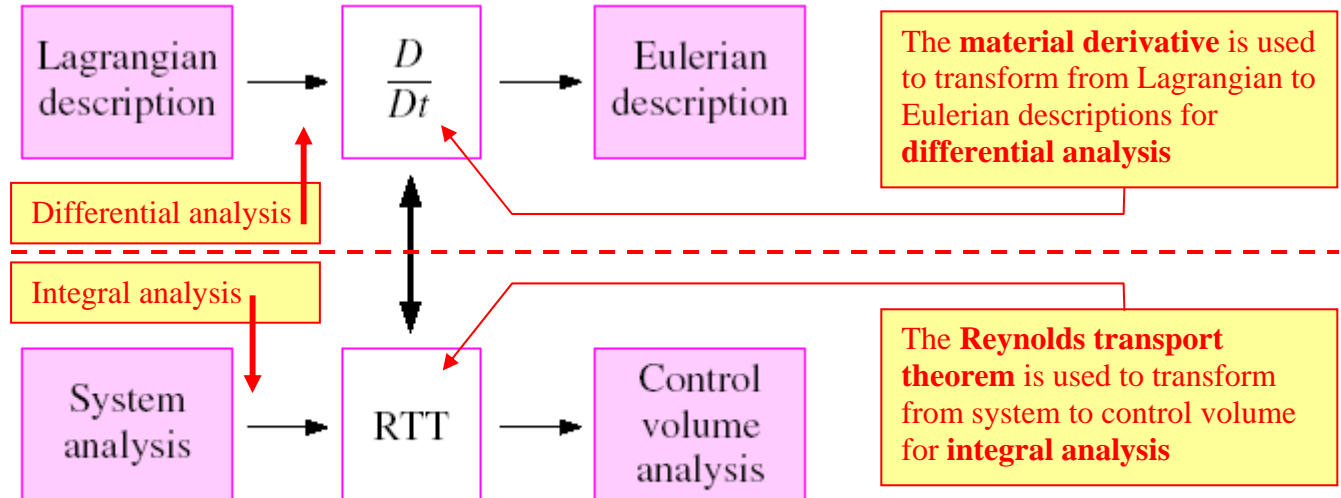 Lagrangian
description
D
Dt
Eulerian
description
The material derivative is used
to transform from Lagrangian to
Eulerian descriptions for
differential analysis
Differential analysis
Integral analysis
System
analysis
RTT
Control
volume
analysis
The Reynolds transport
theorem is used to transform
from system to control volume
for integral analysis